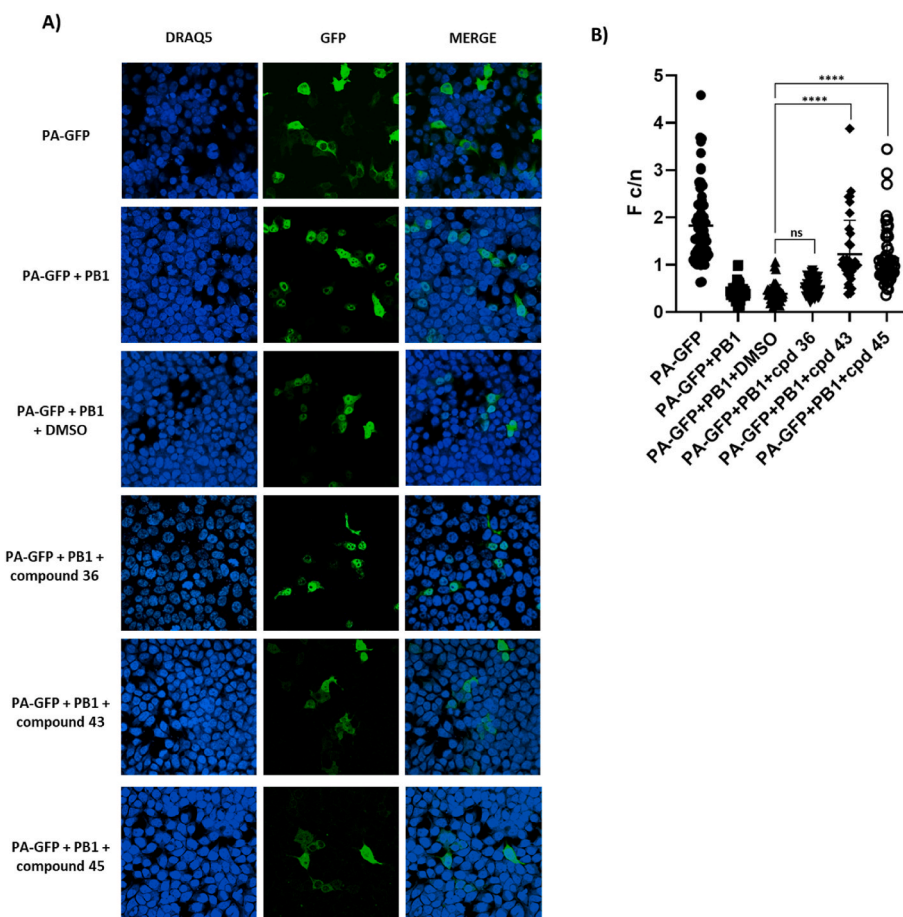 A)
DRAQ5 GFP MERGE
PA-GFP
PA-GFP + PB1
PA-GFP + PB1
+ DMSO
PA-GFP + PB1 +
compound 36
PA-GFP + PB1 +
compound 43
PA-GFP + PB1 +
compound 45
B)
****
****
ns
F c/n
5
4
3
2
1
0
PA-GFP
PA-GFP+PB1
PA-GFP+PB1+DMSO
PA-GFP+PB1+cpd 36
PA-GFP+PB1+cpd 43
PA-GFP+PB1+cpd 45